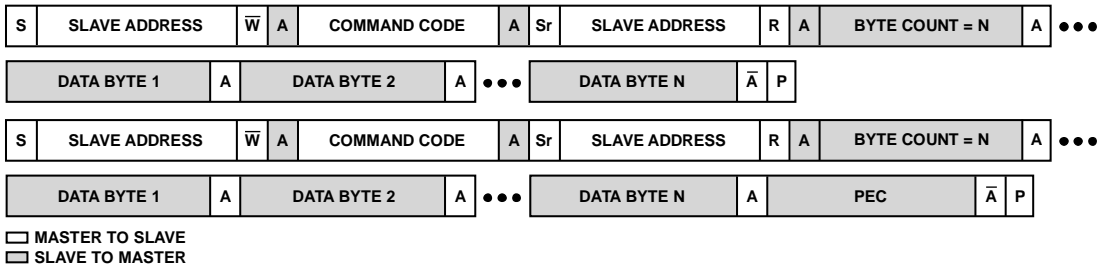 S SLAVE ADDRESS W̅ A COMMAND CODE A Sr SLAVE ADDRESS R A BYTE COUNT = N A •••
DATA BYTE 1 A DATA BYTE 2 A ••• DATA BYTE N A̅ P
S SLAVE ADDRESS W̅ A COMMAND CODE A Sr SLAVE ADDRESS R A BYTE COUNT = N A •••
DATA BYTE 1 A DATA BYTE 2 A ••• DATA BYTE N A PEC A̅ P
MASTER TO SLAVE
SLAVE TO MASTER